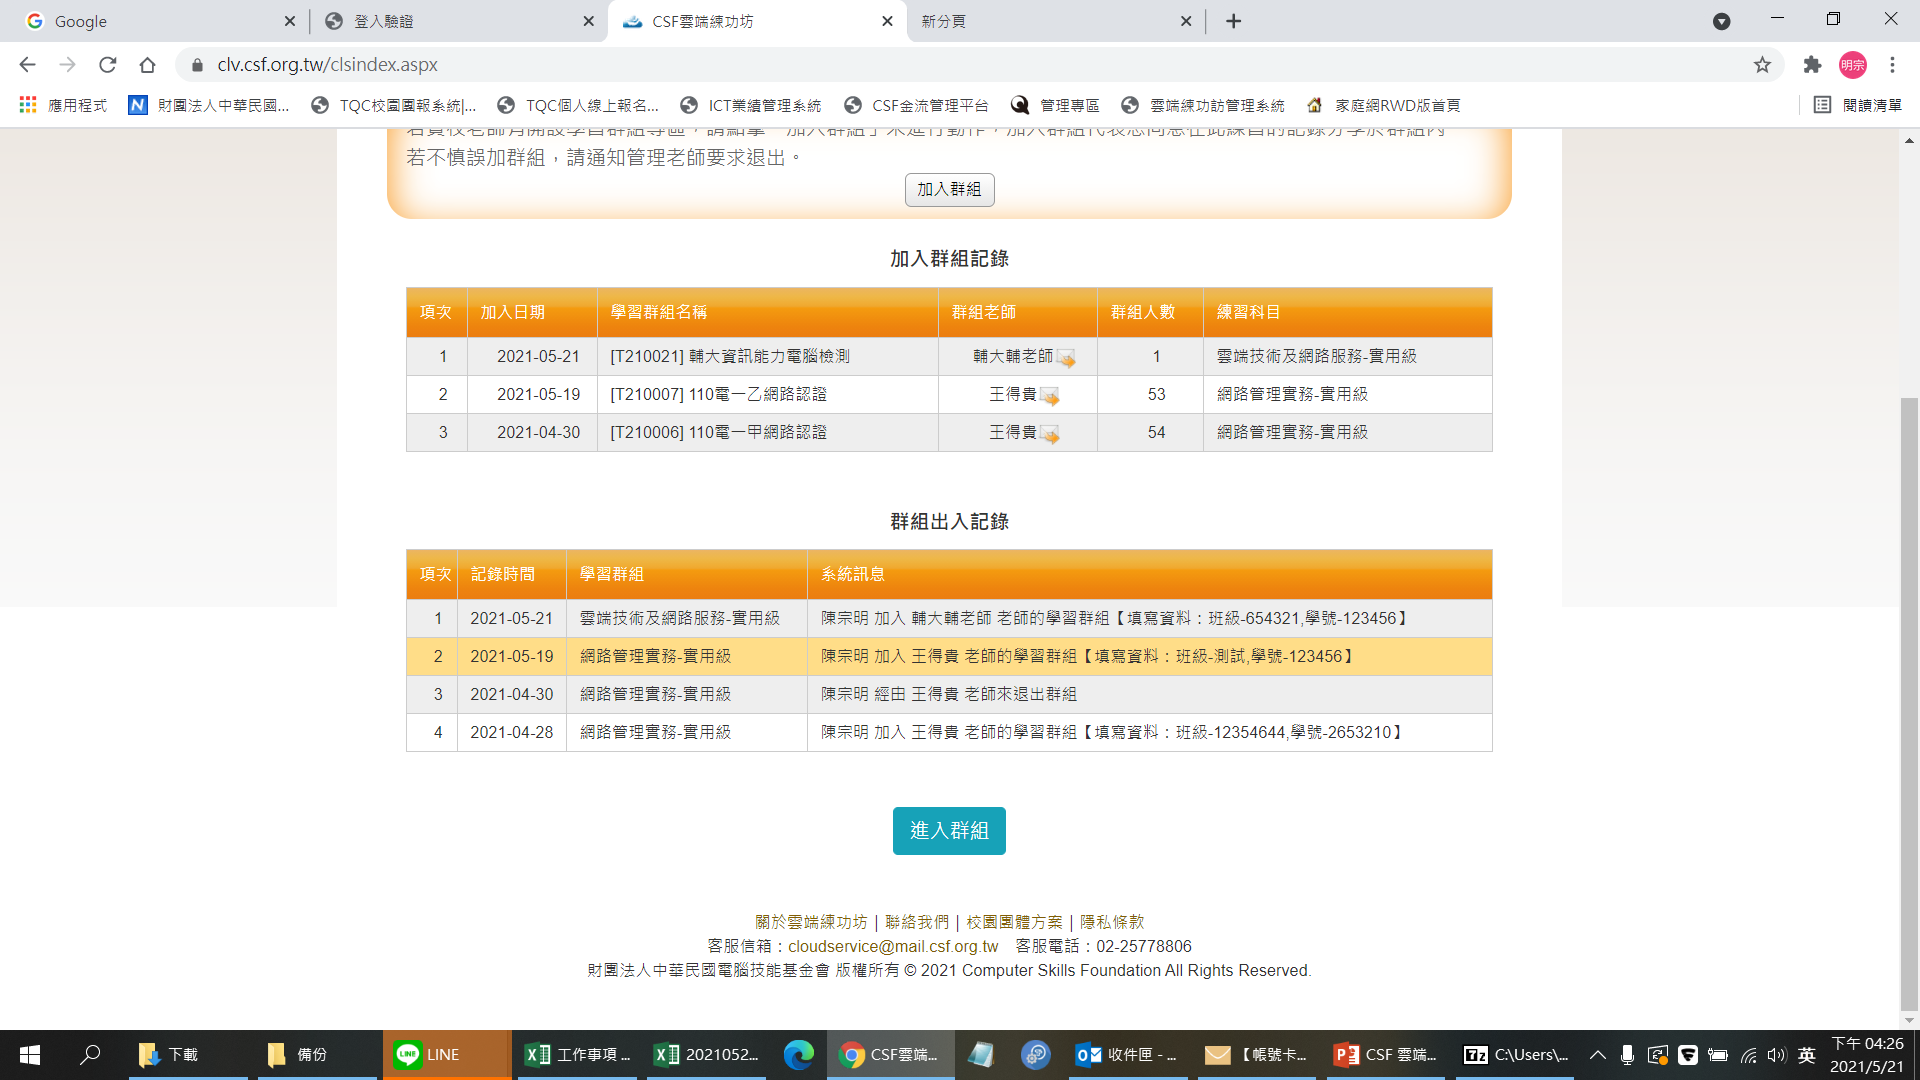 Google
登入驗證
CSF雲端練功坊
新分頁
clv.csf.org.tw/clsindex.aspx
明宗
應用程式
財團法人中華民國...
TQC校園團報系統|...
TQC個人線上報名...
ICT業績管理系統
CSF金流管理平台
管理專區
雲端練功訪管理系統
家庭網RWD版首頁
閱讀清單
若不慎誤加群組，請通知管理老師要求退出。
加入群組
加入群組記錄
項次 加入日期 學習群組名稱 群組老師 群組人數 練習科目
1 2021-05-21 [T210021] 輔大資訊能力電腦檢測 輔大輔老師 1 雲端技術及網路服務-實用級
2 2021-05-19 [T210007] 110電一乙網路認證 王得貴 53 網路管理實務-實用級
3 2021-04-30 [T210006] 110電一甲網路認證 王得貴 54 網路管理實務-實用級
群組出入記錄
項次 記錄時間 學習群組 系統訊息
1 2021-05-21 雲端技術及網路服務-實用級 陳宗明 加入 輔大輔老師 老師的學習群組【填寫資料：班級-654321,學號-123456】
2 2021-05-19 網路管理實務-實用級 陳宗明 加入 王得貴 老師的學習群組【填寫資料：班級-測試,學號-123456】
3 2021-04-30 網路管理實務-實用級 陳宗明 經由 王得貴 老師來退出群組
4 2021-04-28 網路管理實務-實用級 陳宗明 加入 王得貴 老師的學習群組【填寫資料：班級-12354644,學號-2653210】
進入群組
關於雲端練功坊 | 聯絡我們 | 校園團體方案 | 隱私條款
客服信箱：cloudservice@mail.csf.org.tw 客服電話：02-25778806
財團法人中華民國電腦技能基金會 版權所有 © 2021 Computer Skills Foundation All Rights Reserved.
下載
備份
LINE
工作事項 ...
2021052...
CSF雲端...
收件匣 - ...
【帳號卡...
CSF 雲端...
C:\Users\...
英
下午 04:26
2021/5/21